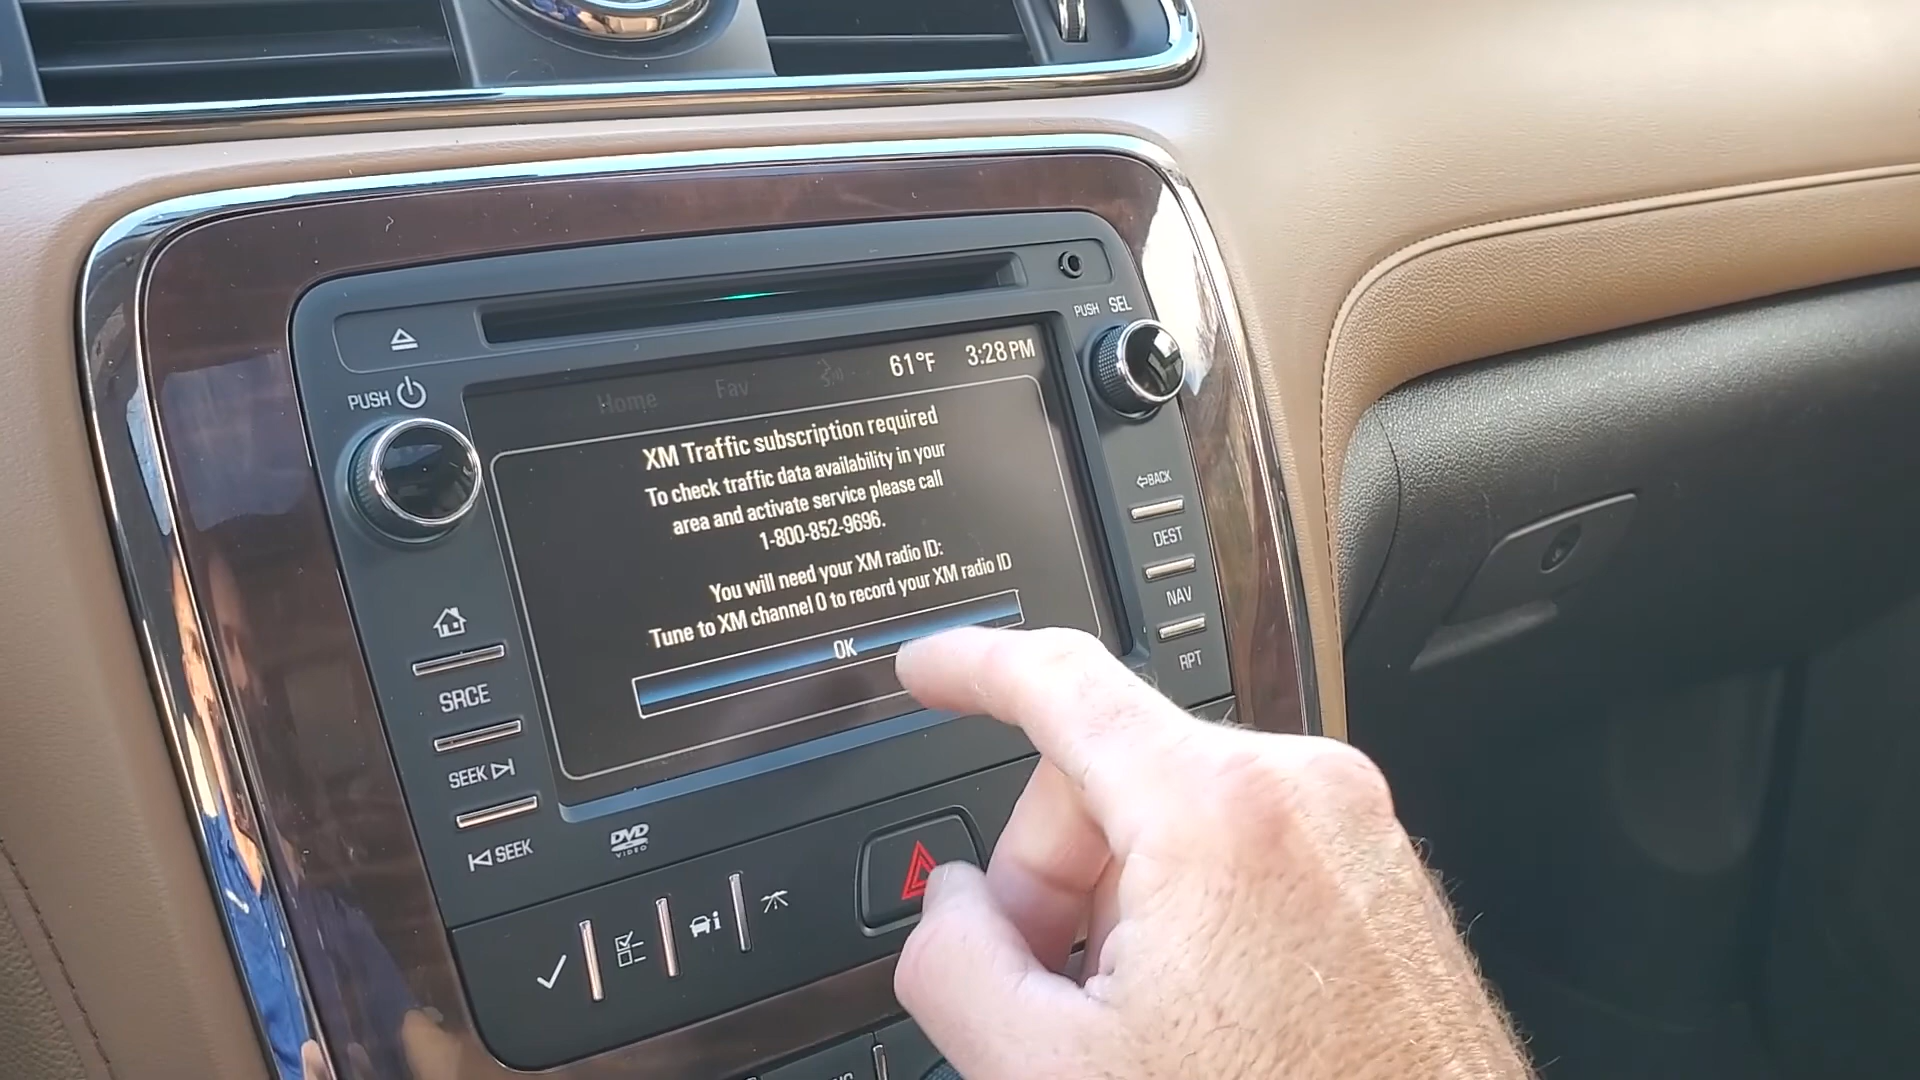 PUSH SEL
PUSH
Home
Fav
61°F
3:28 PM
XM Traffic subscription required
To check traffic data availability in your
area and activate service please call
1-800-852-9696.
You will need your XM radio ID:
Tune to XM channel 0 to record your XM radio ID
OK
BACK
DEST
NAV
RPT
SRCE
SEEK
SEEK
DVD
VIDEO